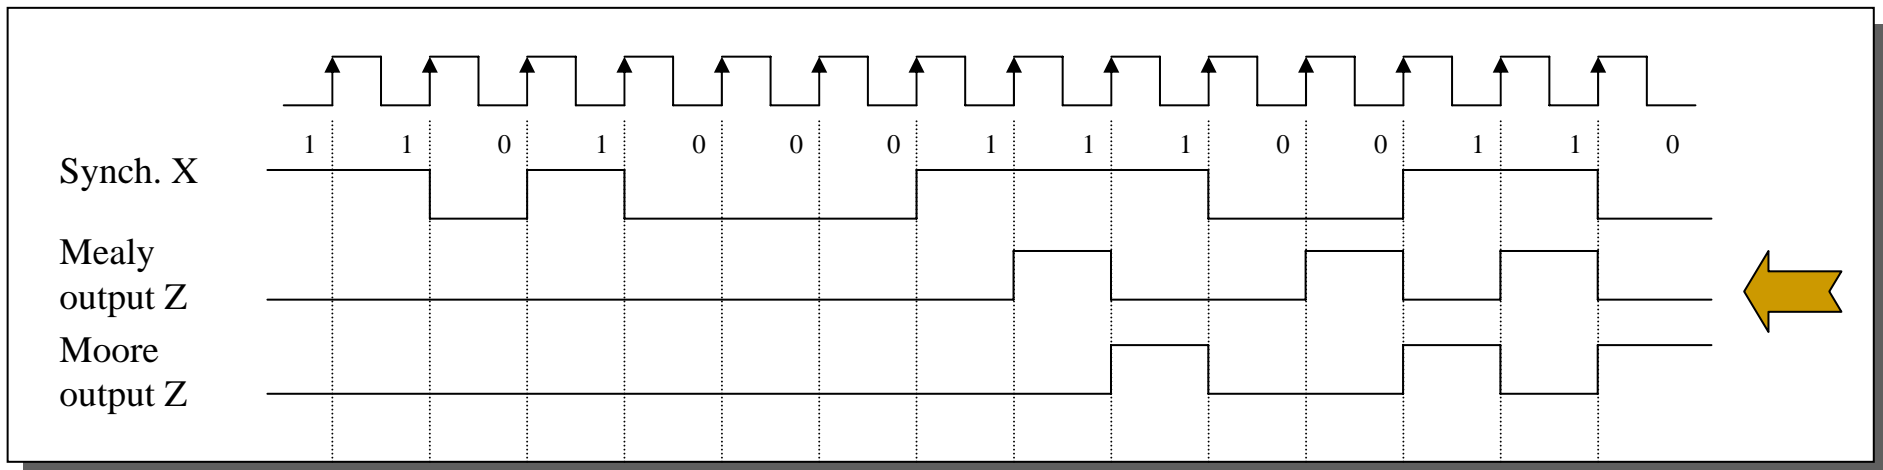 1 1 0 1 0 0 0 1 1 1 0 0 1 1 0
Synch. X
Mealy
output Z
Moore
output Z